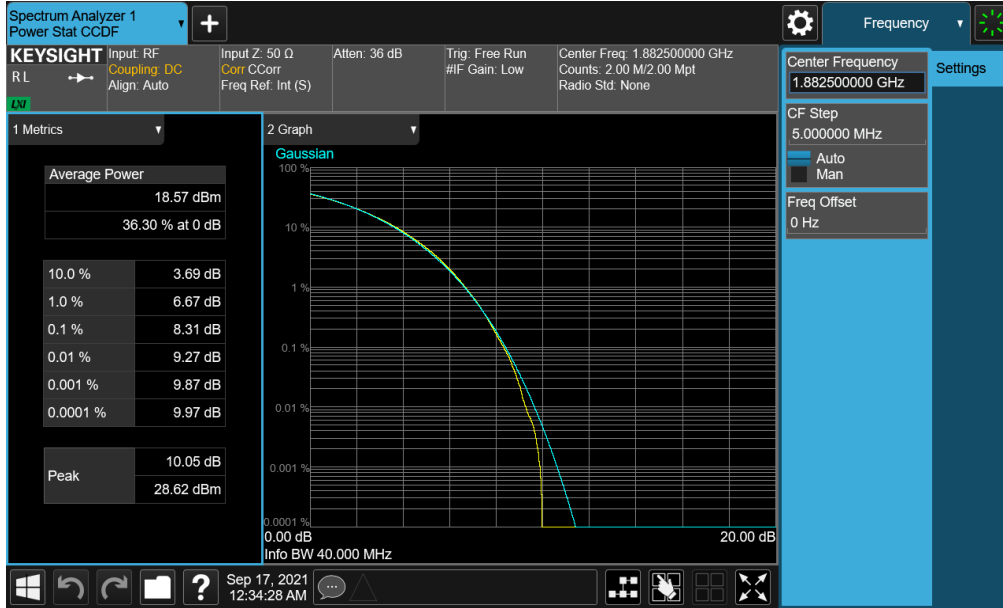 Spectrum Analyzer 1
Power Stat CCDF
Frequency
KEYSIGHT
RL
LXI
Input: RF
Coupling: DC
Align: Auto
Input Z: 50 Ω
Corr CCorr
Freq Ref: Int (S)
Atten: 36 dB
Trig: Free Run
#IF Gain: Low
Center Freq: 1.882500000 GHz
Counts: 2.00 M/2.00 Mpt
Radio Std: None
Center Frequency
1.882500000 GHz
Settings
CF Step
5.000000 MHz
Auto
Man
Freq Offset
0 Hz
1 Metrics
Average Power
18.57 dBm
36.30 % at 0 dB
10.0 % 3.69 dB
1.0 % 6.67 dB
0.1 % 8.31 dB
0.01 % 9.27 dB
0.001 % 9.87 dB
0.0001 % 9.97 dB
Peak
10.05 dB
28.62 dBm
2 Graph
Gaussian
100 %
10 %
1 %
0.1 %
0.01 %
0.001 %
0.0001 %
0.00 dB
20.00 dB
Info BW 40.000 MHz
?
Sep 17, 2021
12:34:28 AM